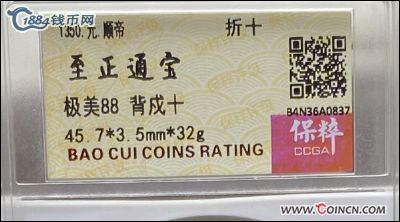 1884钱币网
1350.元.顺帝 折十
至正通宝
极美88 背戌十
B4N36A0837
45.7*3.5mm*32g
保粹
CCGA
BAO CUI COINS RATING
www.COINCN.COM